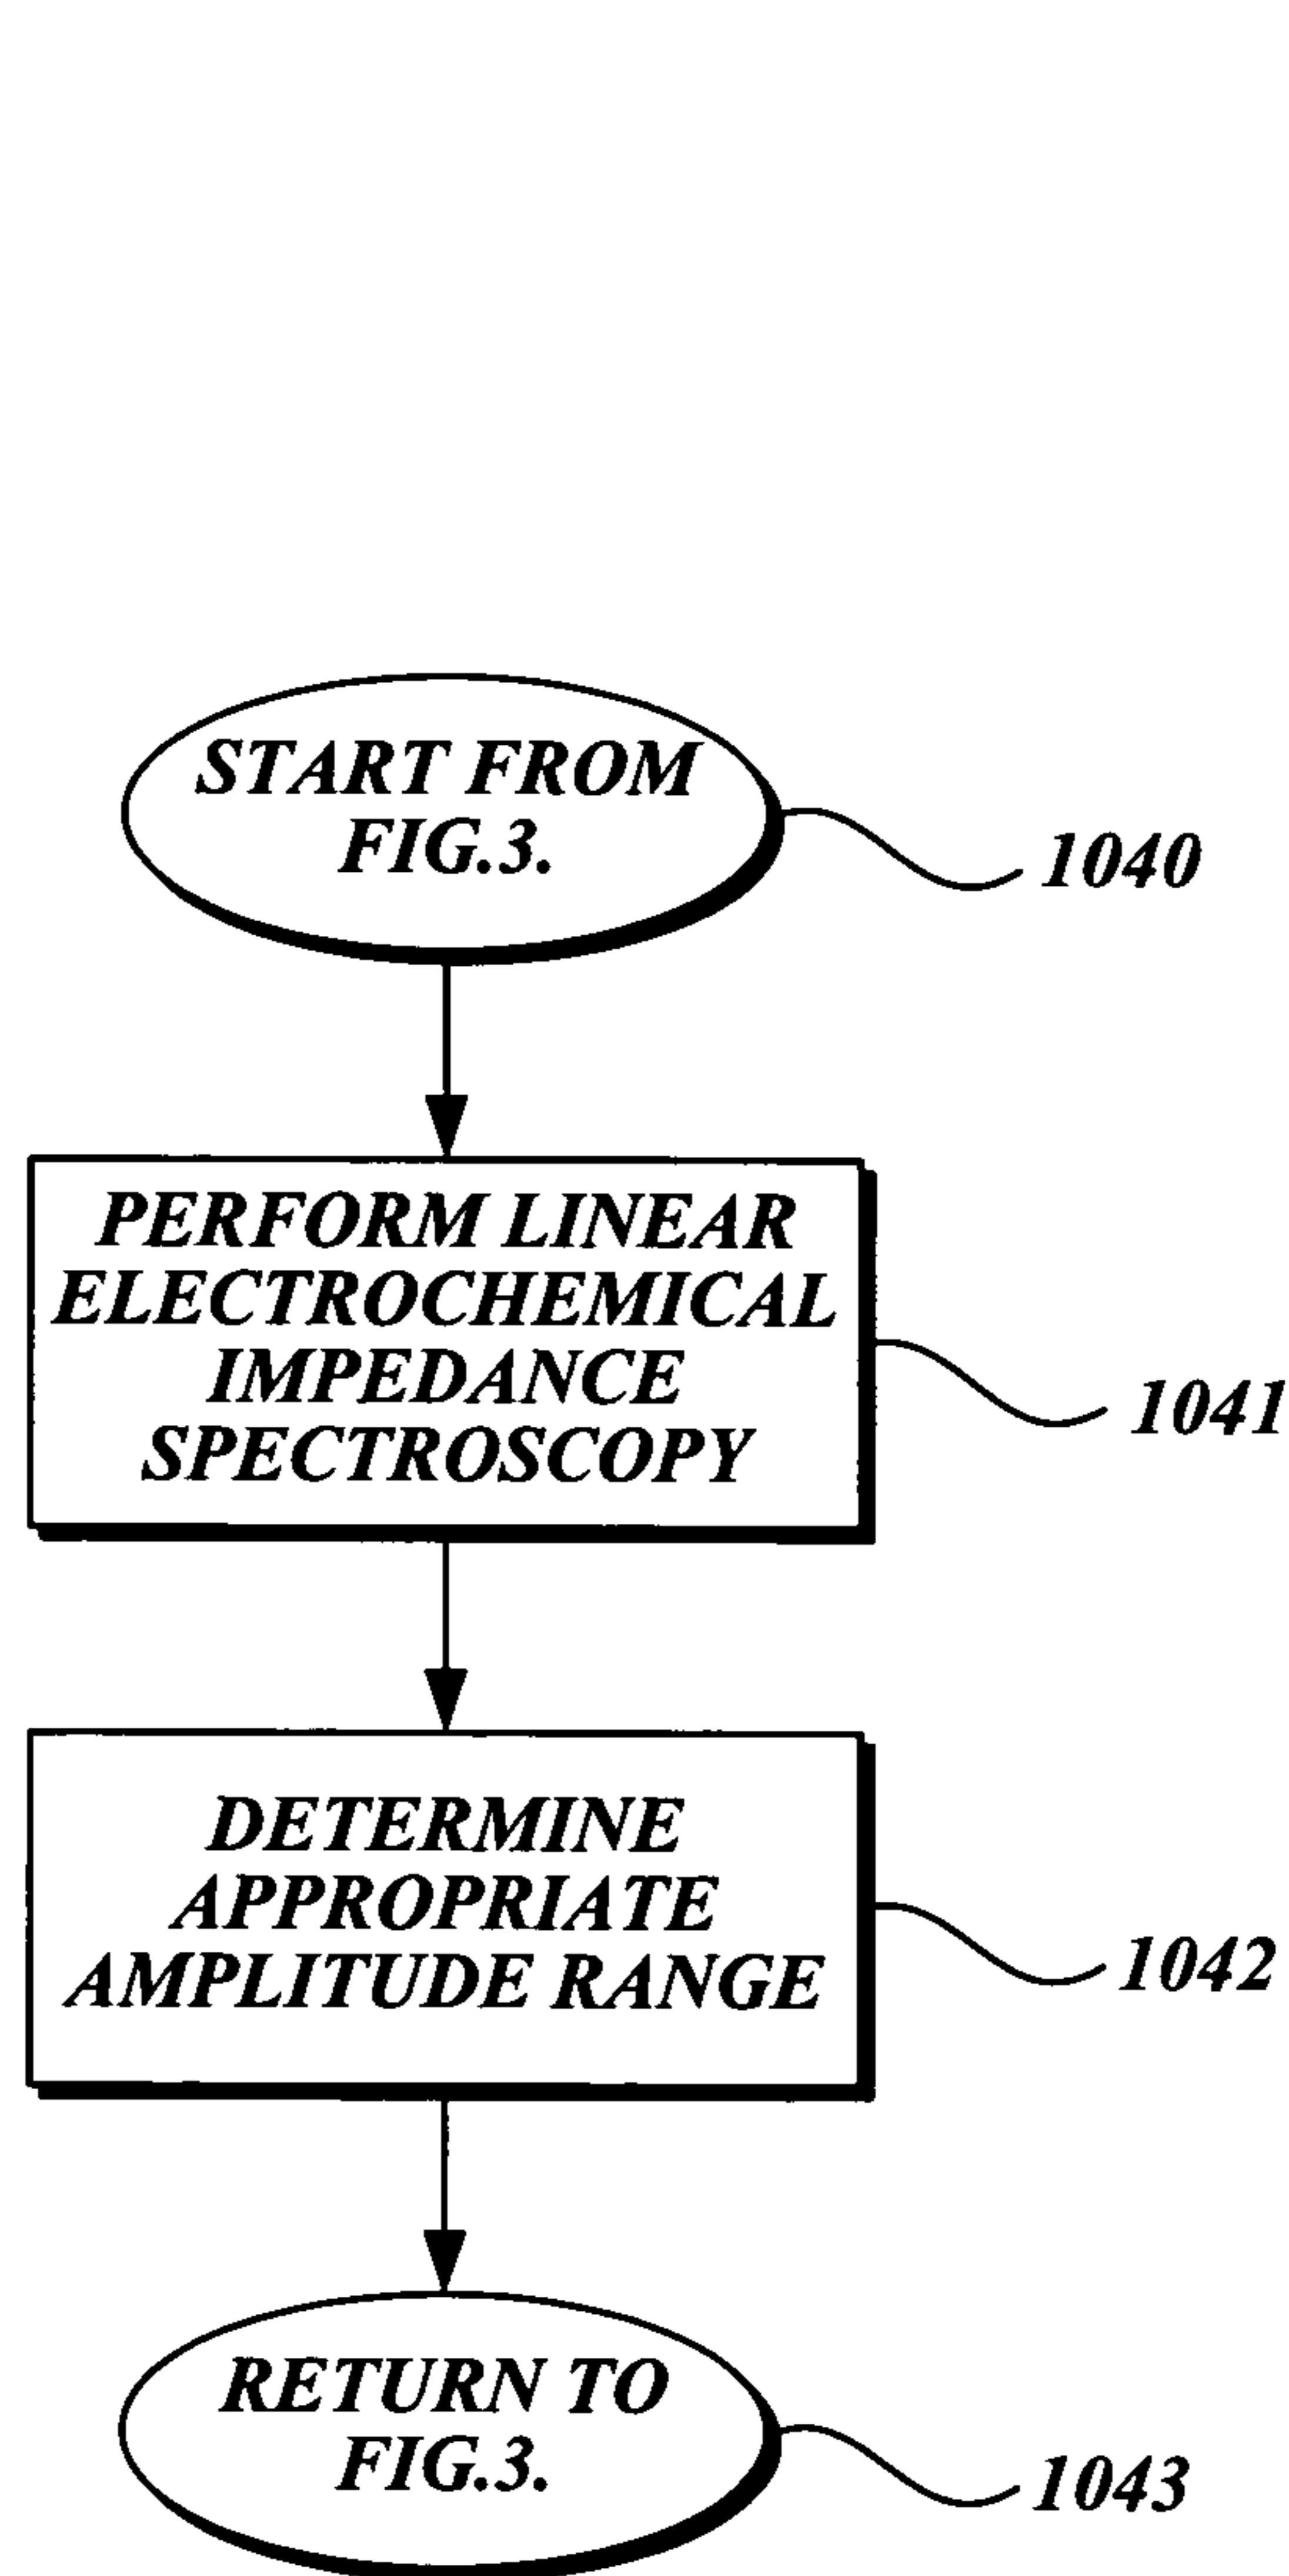 START FROM
FIG.3.
1040
PERFORM LINEAR
ELECTROCHEMICAL
IMPEDANCE
SPECTROSCOPY
1041
DETERMINE
APPROPRIATE
AMPLITUDE RANGE
1042
RETURN TO
FIG.3.
1043